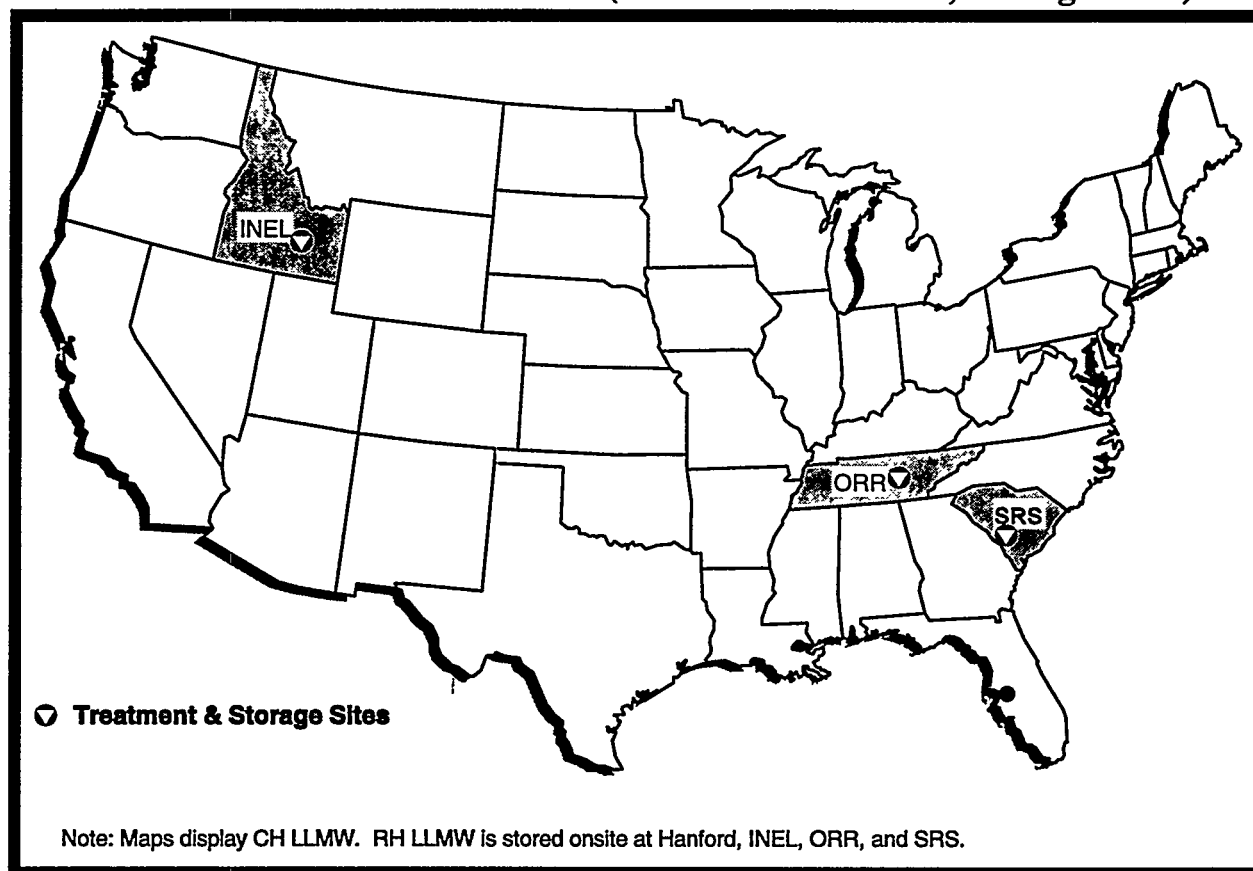 INEL
ORR
SRS
Treatment & Storage Sites
Note: Maps display CH LLMW. RH LLMW is stored onsite at Hanford, INEL, ORR, and SRS.